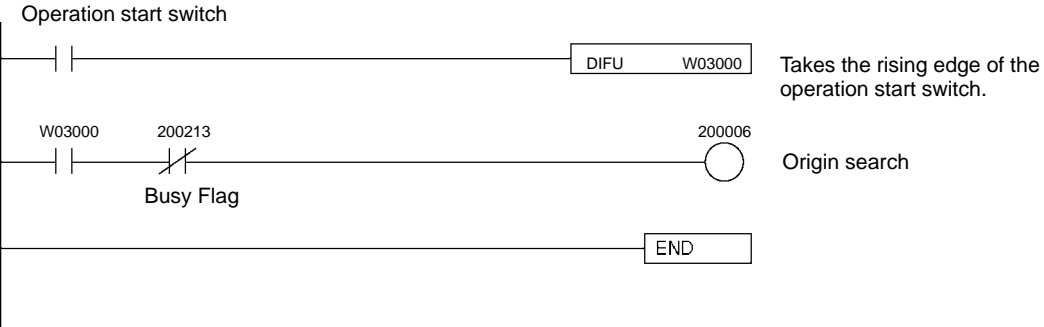 Operation start switch
DIFU W03000
Takes the rising edge of the
operation start switch.
W03000 200213 200006
Origin search
Busy Flag
END